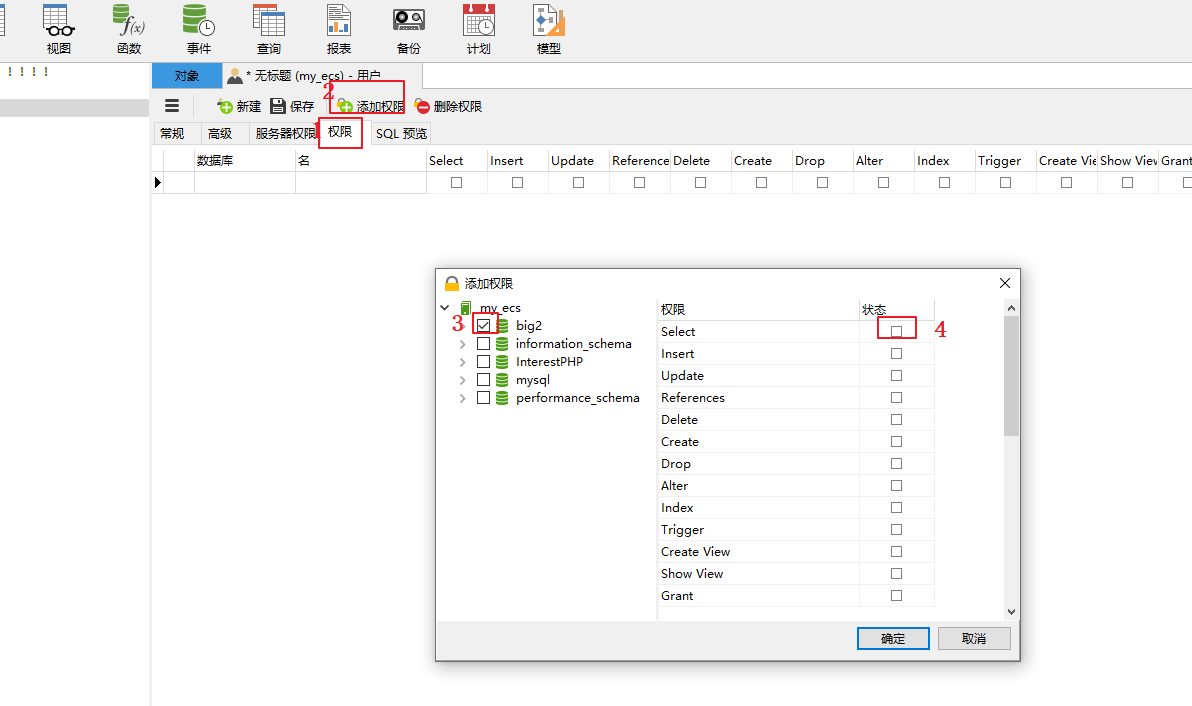 视图 函数 事件 查询 报表 备份 计划 模型
!!!!
对象 * 无标题 (my_ecs) - 用户
2
新建 保存 添加权限 删除权限
常规 高级 服务器权限 1 权限 SQL 预览
数据库 名 Select Insert Update Reference Delete Create Drop Alter Index Trigger Create Vie Show View Grant
添加权限
my_ecs
3 big2
information_schema
InterestPHP
mysql
performance_schema
权限 状态
Select 4
Insert
Update
References
Delete
Create
Drop
Alter
Index
Trigger
Create View
Show View
Grant
确定 取消